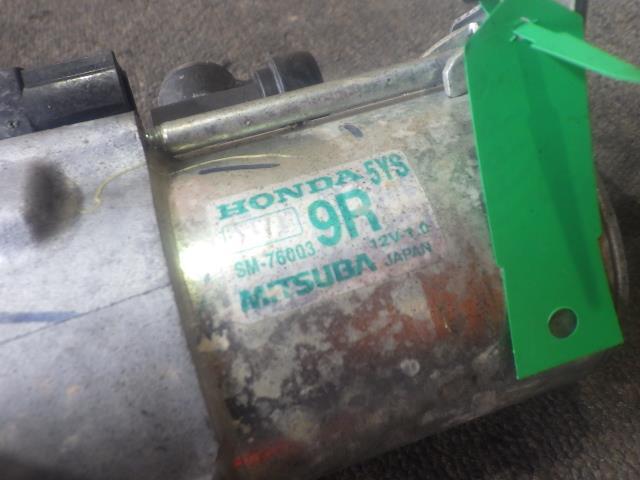 HONDA 5YS
9R
SM-76003 12V-1.0
MITSUBA JAPAN